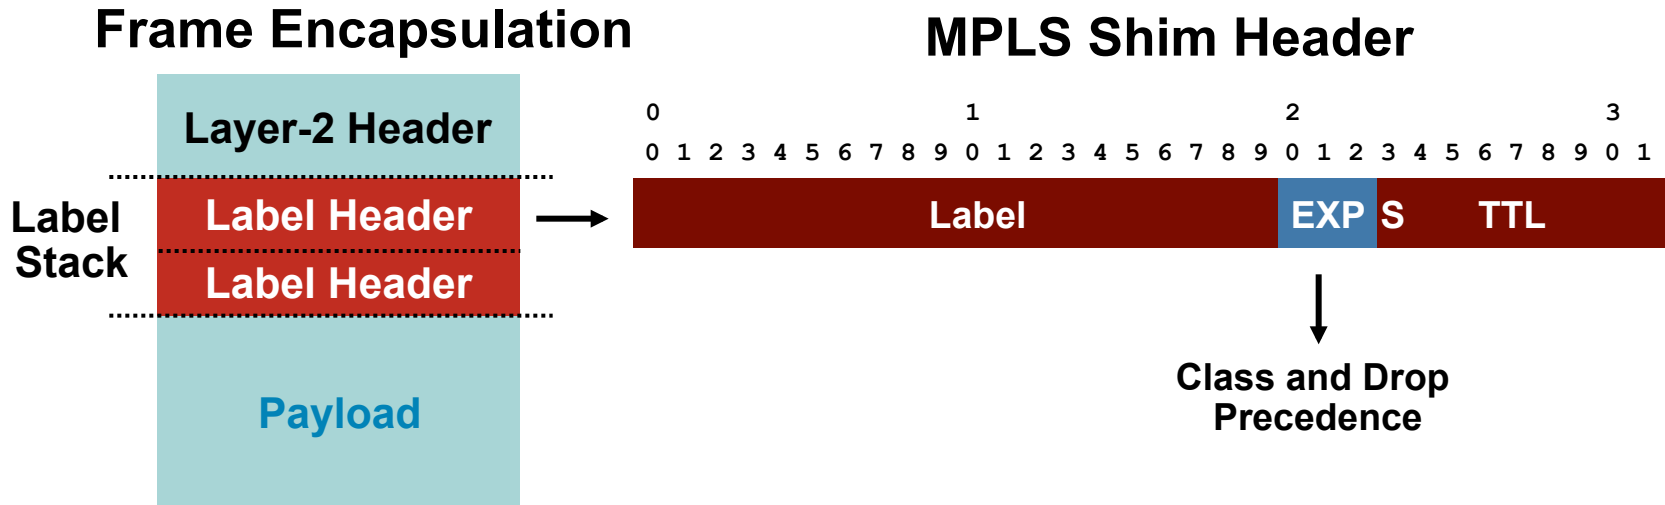 Frame Encapsulation
Layer-2 Header
Label
Stack
Label Header
Label Header
Payload
MPLS Shim Header
0 1 2 3
0 1 2 3 4 5 6 7 8 9 0 1 2 3 4 5 6 7 8 9 0 1 2 3 4 5 6 7 8 9 0 1
Label EXP S TTL
Class and Drop
Precedence